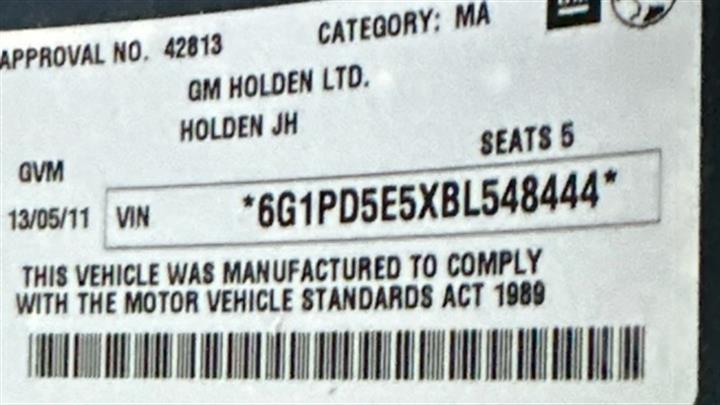 APPROVAL NO. 42813 CATEGORY: MA
GM HOLDEN LTD.
HOLDEN JH
SEATS 5
GVM
13/05/11 VIN *6G1PD5E5XBL548444*
THIS VEHICLE WAS MANUFACTURED TO COMPLY
WITH THE MOTOR VEHICLE STANDARDS ACT 1989